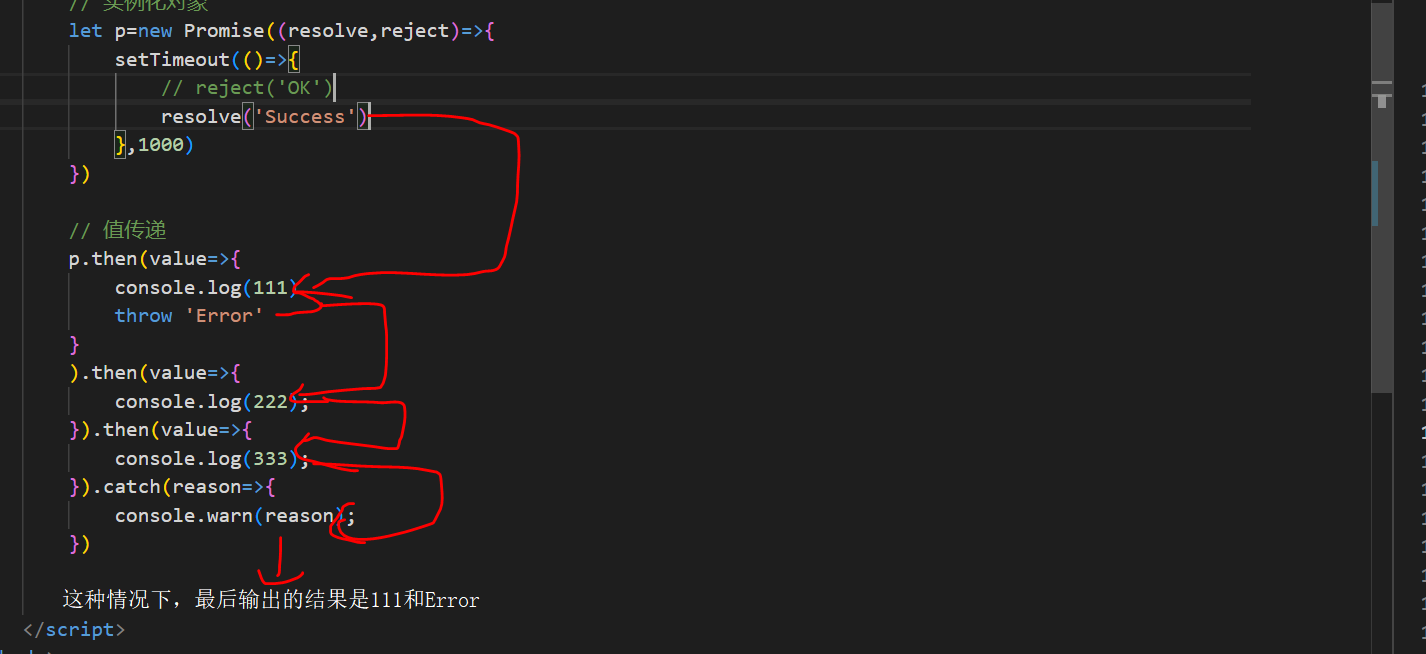 // 实例化对象
let p=new Promise((resolve,reject)=>{
setTimeout(()=>{
// reject('OK')
resolve('Success')
},1000)
})
// 值传递
p.then(value=>{
console.log(111)
throw 'Error'
}
).then(value=>{
console.log(222);
}).then(value=>{
console.log(333);
}).catch(reason=>{
console.warn(reason);
})
这种情况下，最后输出的结果是111和Error
</script>